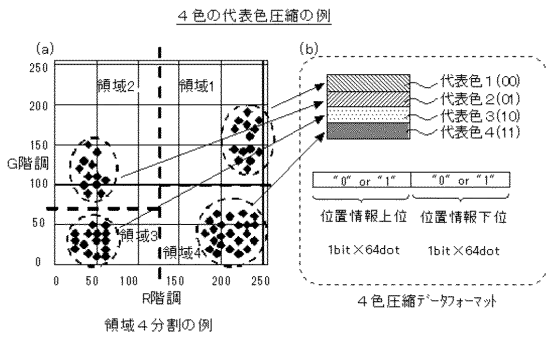 ４色の代表色圧縮の例
(a)
(b)
250
200
150
100
50
0
G階調
領域2
領域1
領域3
領域4
0
50
100
150
200
250
R階調
領域４分割の例
代表色１(00)
代表色２(01)
代表色３(10)
代表色４(11)
“0” or “1”
“0” or “1”
位置情報上位
位置情報下位
1bit×64dot
1bit×64dot
４色圧縮ﾃﾞｰﾀﾌｫｰﾏｯﾄ